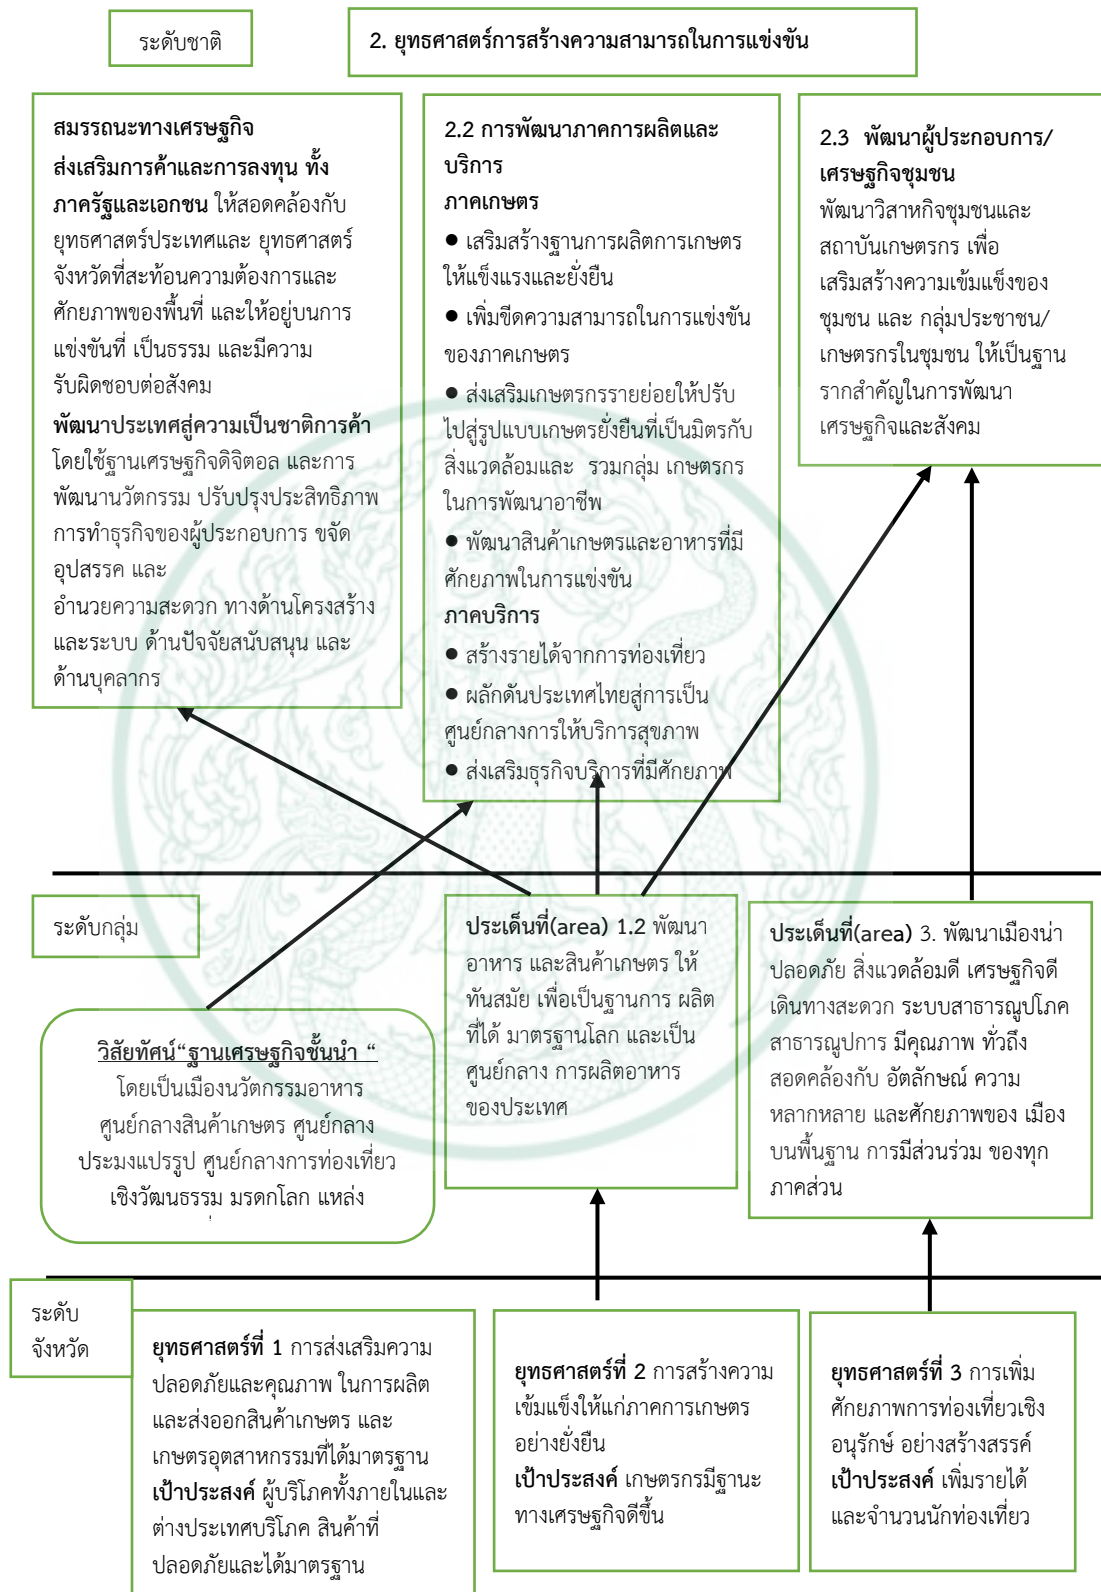 ระดับชาติ
2. ยุทธศาสตร์การสร้างความสามารถในการแข่งขัน
สมรรถนะทางเศรษฐกิจ
ส่งเสริมการค้าและการลงทุน ทั้ง
ภาครัฐและเอกชน ให้สอดคล้องกับ
ยุทธศาสตร์ประเทศและ ยุทธศาสตร์
จังหวัดที่สะท้อนความต้องการและ
ศักยภาพของพื้นที่ และให้อยู่บนการ
แข่งขันที่ เป็นธรรม และมีความ
รับผิดชอบต่อสังคม
พัฒนาประเทศสู่ความเป็นชาติการค้า
โดยใช้ฐานเศรษฐกิจดิจิตอล และการ
พัฒนานวัตกรรม ปรับปรุงประสิทธิภาพ
การทำธุรกิจของผู้ประกอบการ ขจัด
อุปสรรค และ
อำนวยความสะดวก ทางด้านโครงสร้าง
และระบบ ด้านปัจจัยสนับสนุน และ
ด้านบุคลากร
2.2 การพัฒนาภาคการผลิตและ
บริการ
ภาคเกษตร
● เสริมสร้างฐานการผลิตการเกษตร
ให้แข็งแรงและยั่งยืน
● เพิ่มขีดความสามารถในการแข่งขัน
ของภาคเกษตร
● ส่งเสริมเกษตรกรรายย่อยให้ปรับ
ไปสู่รูปแบบเกษตรยั่งยืนที่เป็นมิตรกับ
สิ่งแวดล้อมและ รวมกลุ่ม เกษตรกร
ในการพัฒนาอาชีพ
● พัฒนาสินค้าเกษตรและอาหารที่มี
ศักยภาพในการแข่งขัน
ภาคบริการ
● สร้างรายได้จากการท่องเที่ยว
● ผลักดันประเทศไทยสู่การเป็น
ศูนย์กลางการให้บริการสุขภาพ
● ส่งเสริมธุรกิจบริการที่มีศักยภาพ
2.3 พัฒนาผู้ประกอบการ/
เศรษฐกิจชุมชน
พัฒนาวิสาหกิจชุมชนและ
สถาบันเกษตรกร เพื่อ
เสริมสร้างความเข้มแข็งของ
ชุมชน และ กลุ่มประชาชน/
เกษตรกรในชุมชน ให้เป็นฐาน
รากสำคัญในการพัฒนา
เศรษฐกิจและสังคม
ระดับกลุ่ม
วิสัยทัศน์“ฐานเศรษฐกิจชั้นนำ “
โดยเป็นเมืองนวัตกรรมอาหาร
ศูนย์กลางสินค้าเกษตร ศูนย์กลาง
ประมงแปรรูป ศูนย์กลางการท่องเที่ยว
เชิงวัฒนธรรม มรดกโลก แหล่ง
ประเด็นที่(area) 1.2 พัฒนา
อาหาร และสินค้าเกษตร ให้
ทันสมัย เพื่อเป็นฐานการ ผลิต
ที่ได้ มาตรฐานโลก และเป็น
ศูนย์กลาง การผลิตอาหาร
ของประเทศ
ประเด็นที่(area) 3. พัฒนาเมืองน่า
ปลอดภัย สิ่งแวดล้อมดี เศรษฐกิจดี
เดินทางสะดวก ระบบสาธารณูปโภค
สาธารณูปการ มีคุณภาพ ทั่วถึง
สอดคล้องกับ อัตลักษณ์ ความ
หลากหลาย และศักยภาพของ เมือง
บนพื้นฐาน การมีส่วนร่วม ของทุก
ภาคส่วน
ระดับ
จังหวัด
ยุทธศาสตร์ที่ 1 การส่งเสริมความ
ปลอดภัยและคุณภาพ ในการผลิต
และส่งออกสินค้าเกษตร และ
เกษตรอุตสาหกรรมที่ได้มาตรฐาน
เป้าประสงค์ ผู้บริโภคทั้งภายในและ
ต่างประเทศบริโภค สินค้าที่
ปลอดภัยและได้มาตรฐาน
ยุทธศาสตร์ที่ 2 การสร้างความ
เข้มแข็งให้แก่ภาคการเกษตร
อย่างยั่งยืน
เป้าประสงค์ เกษตรกรมีฐานะ
ทางเศรษฐกิจดีขึ้น
ยุทธศาสตร์ที่ 3 การเพิ่ม
ศักยภาพการท่องเที่ยวเชิง
อนุรักษ์ อย่างสร้างสรรค์
เป้าประสงค์ เพิ่มรายได้
และจำนวนนักท่องเที่ยว